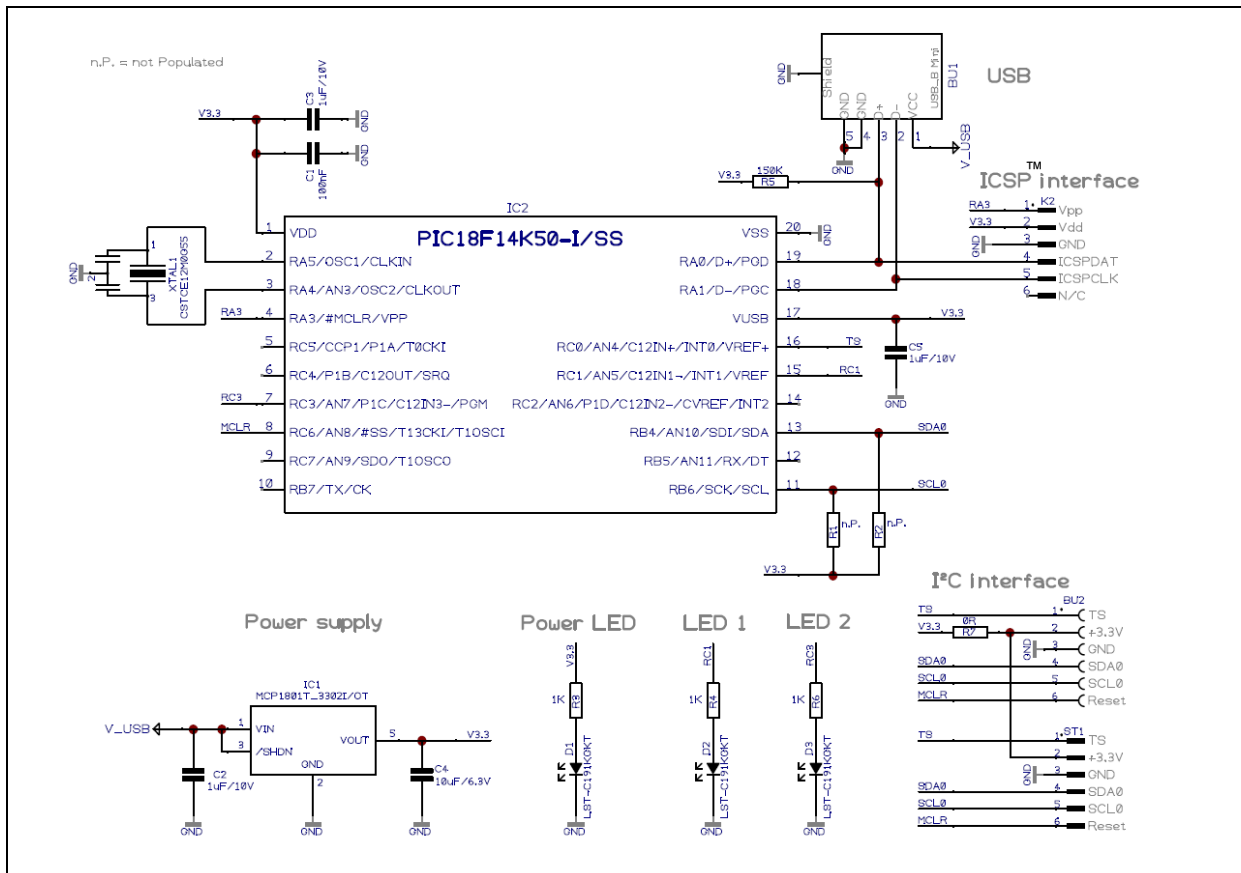 n.P. = not Populated
V3.3
C3
1uF/10V
GND
C1
100nF
GND
GND
Shield
GND
GND
D+
D-
VCC
USB_B Mini
BU1
5
4
3
2
1
GND
V_USB
USB
V3.3
150K
R5
ICSP™ interface
K2
RA3
1
Vpp
V3.3
2
Vdd
GND
3
GND
4
ICSPDAT
5
ICSPCLK
6
N/C
IC2
PIC18F14K50-I/SS
1
VDD
2
RA5/OSC1/CLKIN
3
RA4/AN3/OSC2/CLKOUT
RA3
4
RA3/#MCLR/VPP
5
RC5/CCP1/P1A/T0CKI
6
RC4/P1B/C12OUT/SRQ
RC3
7
RC3/AN7/P1C/C12IN3-/PGM
MCLR
8
RC6/AN8/#SS/T13CKI/T1OSCI
9
RC7/AN9/SDO/T1OSCO
10
RB7/TX/CK
VSS
20
GND
RA0/D+/PGD
19
RA1/D-/PGC
18
VUSB
17
V3.3
RC0/AN4/C12IN+/INT0/VREF+
16
TS
RC1/AN5/C12IN1-/INT1/VREF
15
RC1
RC2/AN6/P1D/C12IN2-/CVREF/INT2
14
RB4/AN10/SDI/SDA
13
SDA0
RB5/AN11/RX/DT
12
RB6/SCK/SCL
11
SCL0
GND
2
1
3
XTAL1
CSTCE12M0G55
C5
1uF/10V
GND
R1
n.P.
R2
n.P.
V3.3
Power supply
IC1
MCP1801T_3302I/OT
V_USB
1
VIN
3
/SHDN
VOUT
5
V3.3
GND
2
C2
1uF/10V
GND
GND
C4
10uF/6.3V
GND
Power LED
V3.3
1K
R3
D1
LST-C191KGKT
GND
LED 1
RC1
1K
R4
D2
LST-C191KGKT
GND
LED 2
RC3
1K
R6
D3
LST-C191KGKT
GND
I²C interface
BU2
TS
1
TS
V3.3
0R
R7
2
+3.3V
GND
3
GND
SDA0
4
SDA0
SCL0
5
SCL0
MCLR
6
Reset
ST1
TS
1
TS
2
+3.3V
GND
3
GND
SDA0
4
SDA0
SCL0
5
SCL0
MCLR
6
Reset